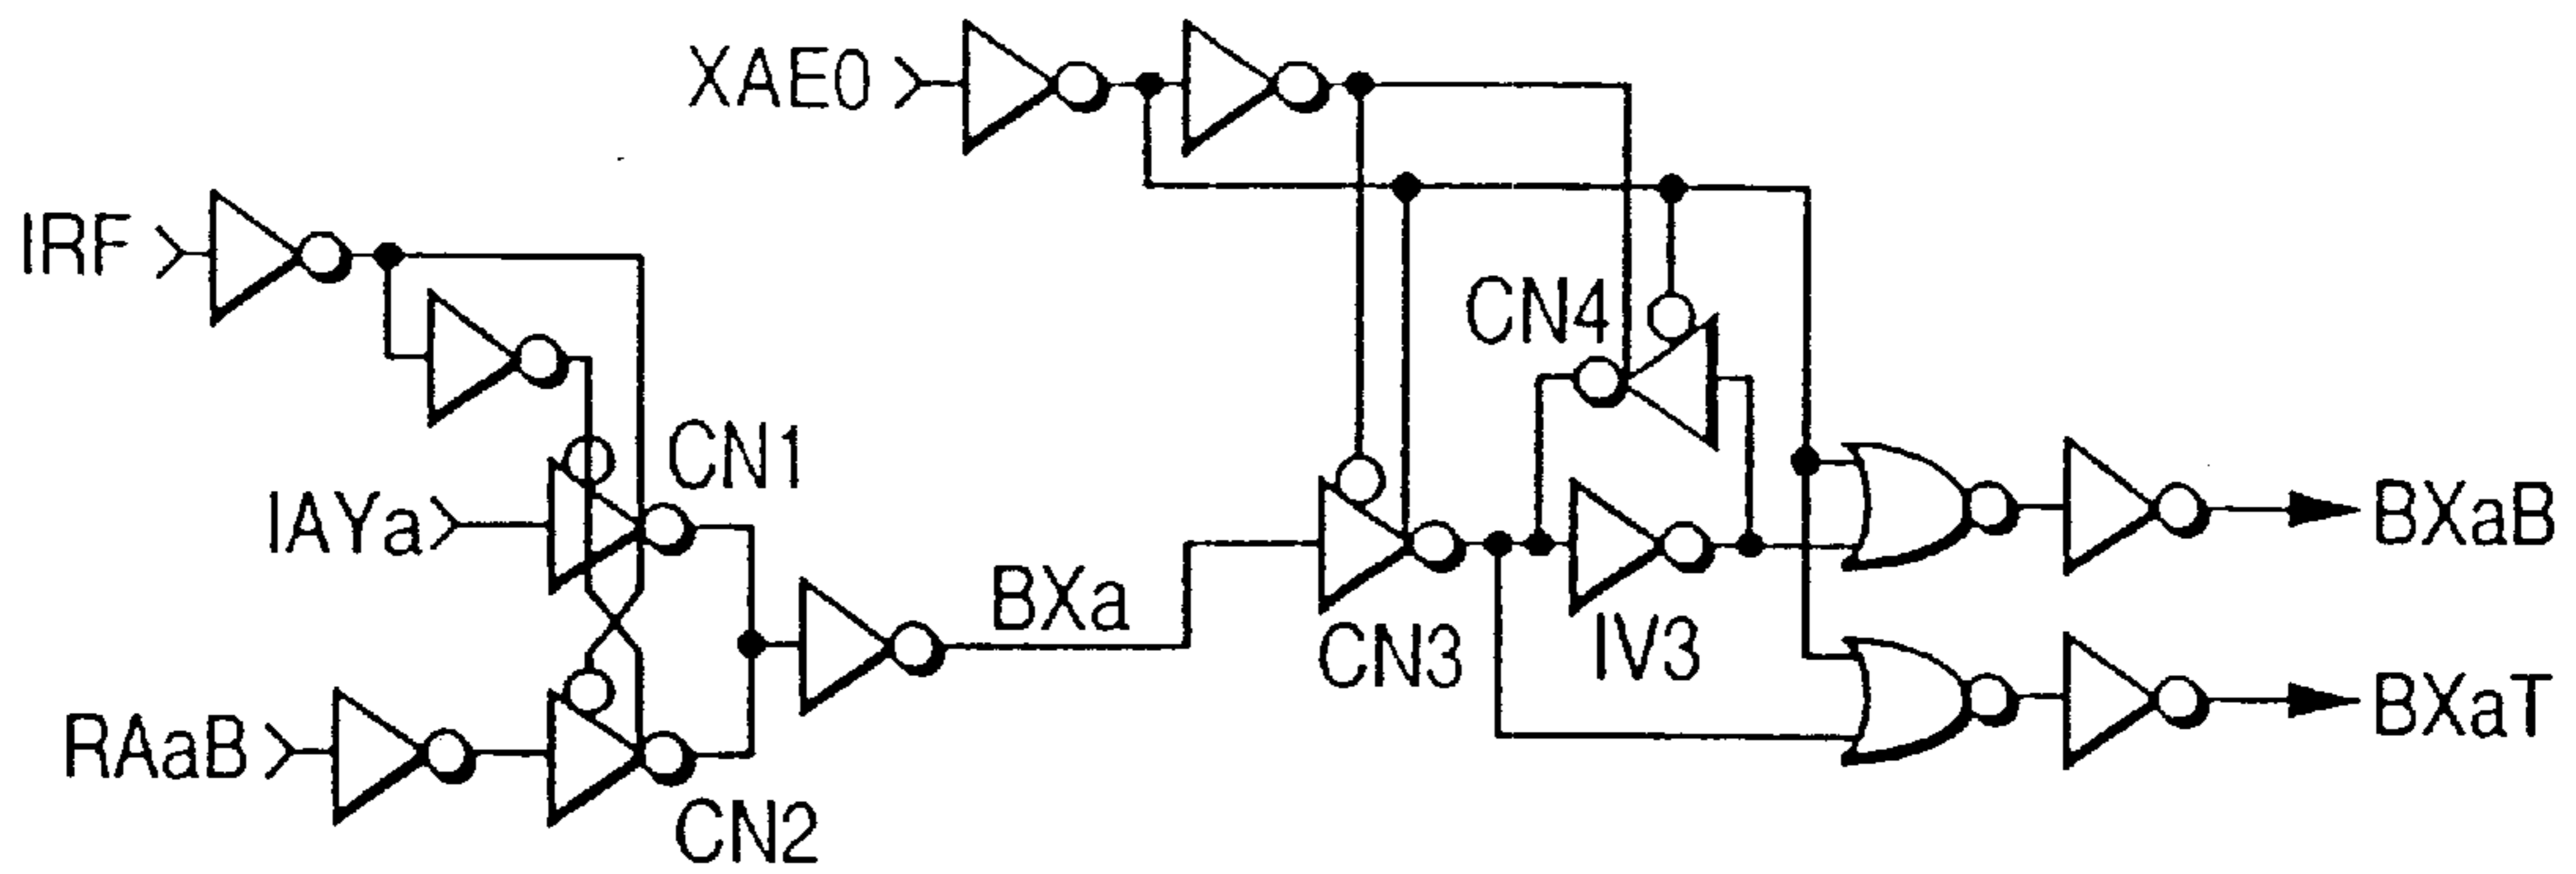 XAE0
IRF
CN4
CN1
IAYa
BXaB
BXa
CN3
IV3
RAaB
BXaT
CN2